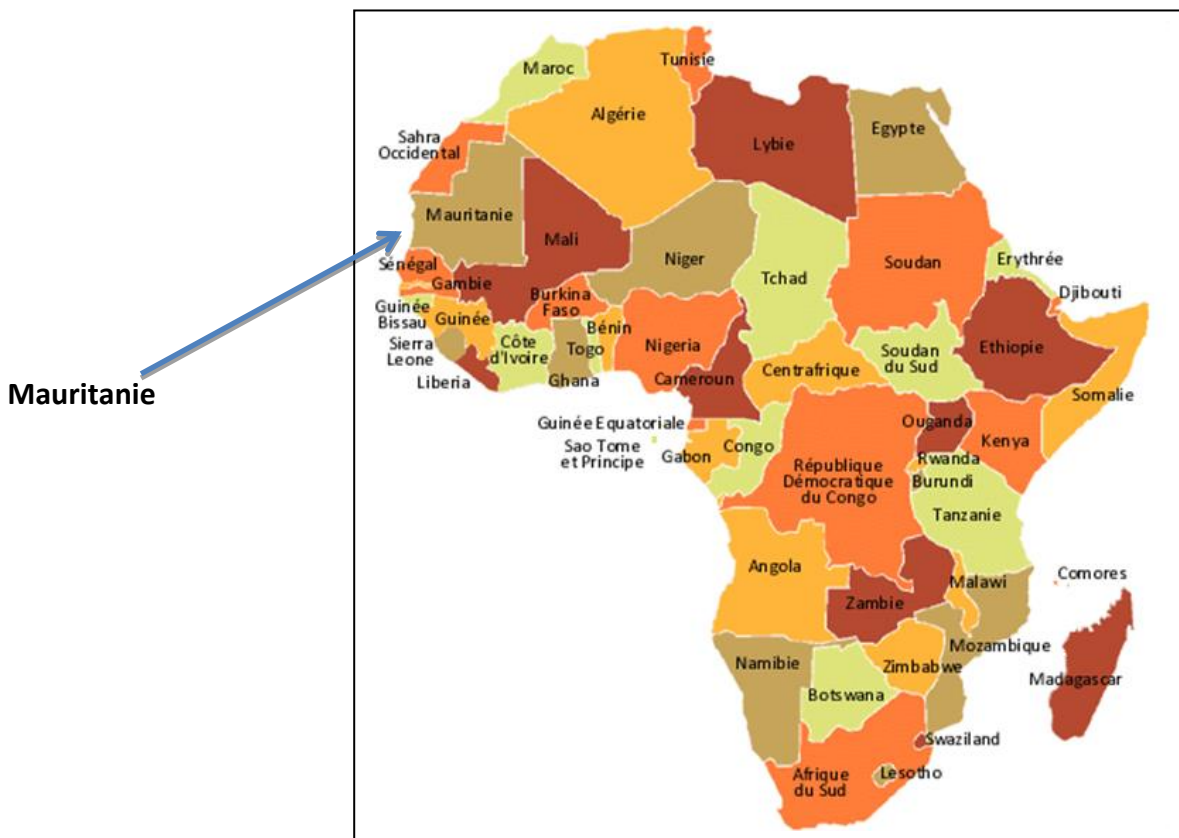 Tunisie
Maroc
Algérie
Lybie
Egypte
Sahra
Occidental
Mauritanie
Mali
Niger
Tchad
Soudan
Erythrée
Sénégal
Gambie
Djibouti
Burkina
Faso
Guinée
Bissau
Guinée
Bénin
Sierra
Leone
Côte
d'Ivoire
Togo
Nigeria
Soudan
du Sud
Ethiopie
Liberia
Ghana
Cameroun
Centrafrique
Somalie
Mauritanie
Guinée Equatoriale
Ouganda
Kenya
Sao Tome
et Principe
Gabon
Congo
Rwanda
République
Démocratique
du Congo
Burundi
Tanzanie
Angola
Malawi
Comores
Zambie
Mozambique
Namibie
Zimbabwe
Madagascar
Botswana
Swaziland
Afrique
du Sud
Lesotho